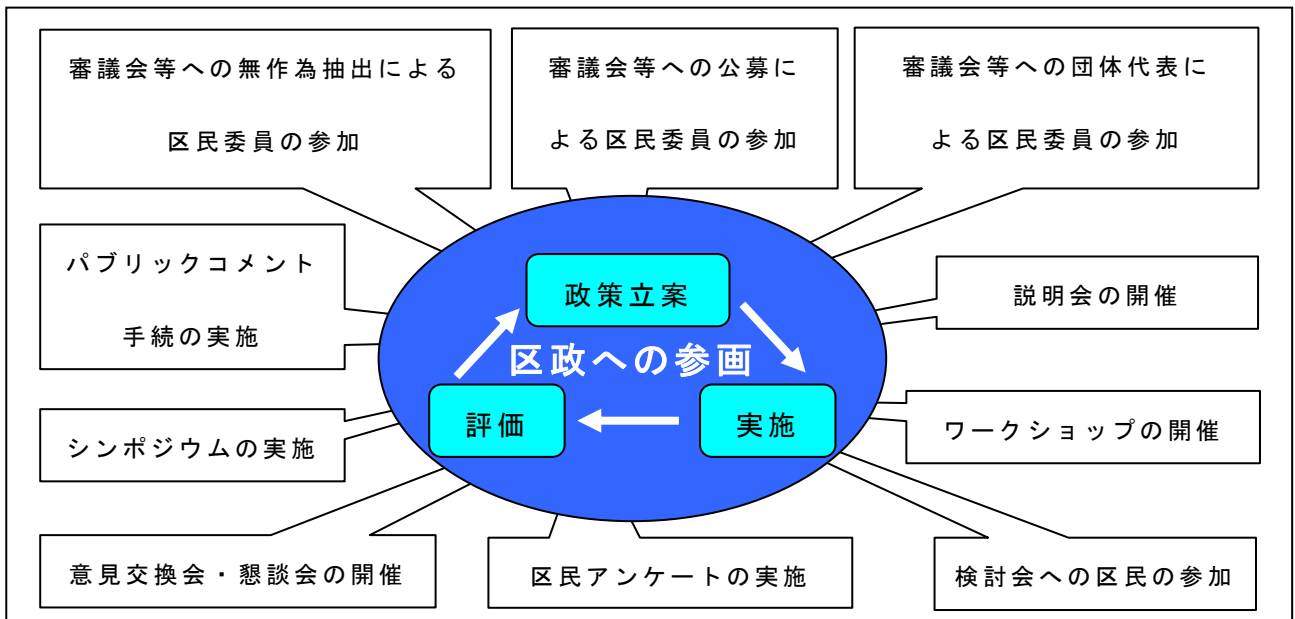 審議会等への無作為抽出による
区民委員の参加
審議会等への公募に
よる区民委員の参加
審議会等への団体代表に
よる区民委員の参加
パブリックコメント
手続の実施
政策立案
説明会の開催
区政への参画
評価
実施
シンポジウムの実施
ワークショップの開催
意見交換会・懇談会の開催
区民アンケートの実施
検討会への区民の参加